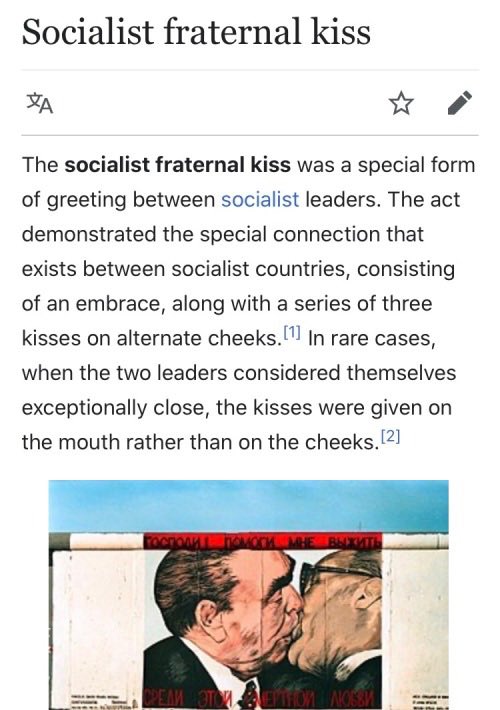 Socialist fraternal kiss
文A
The socialist fraternal kiss was a special form
of greeting between socialist leaders. The act
demonstrated the special connection that
exists between socialist countries, consisting
of an embrace, along with a series of three
kisses on alternate cheeks.[1] In rare cases,
when the two leaders considered themselves
exceptionally close, the kisses were given on
the mouth rather than on the cheeks.[2]
ГОСПОДИ! ПОМОГИ МНЕ ВЫЖИТЬ
СРЕДИ ЭТОЙ СМЕРТНОЙ ЛЮБВИ